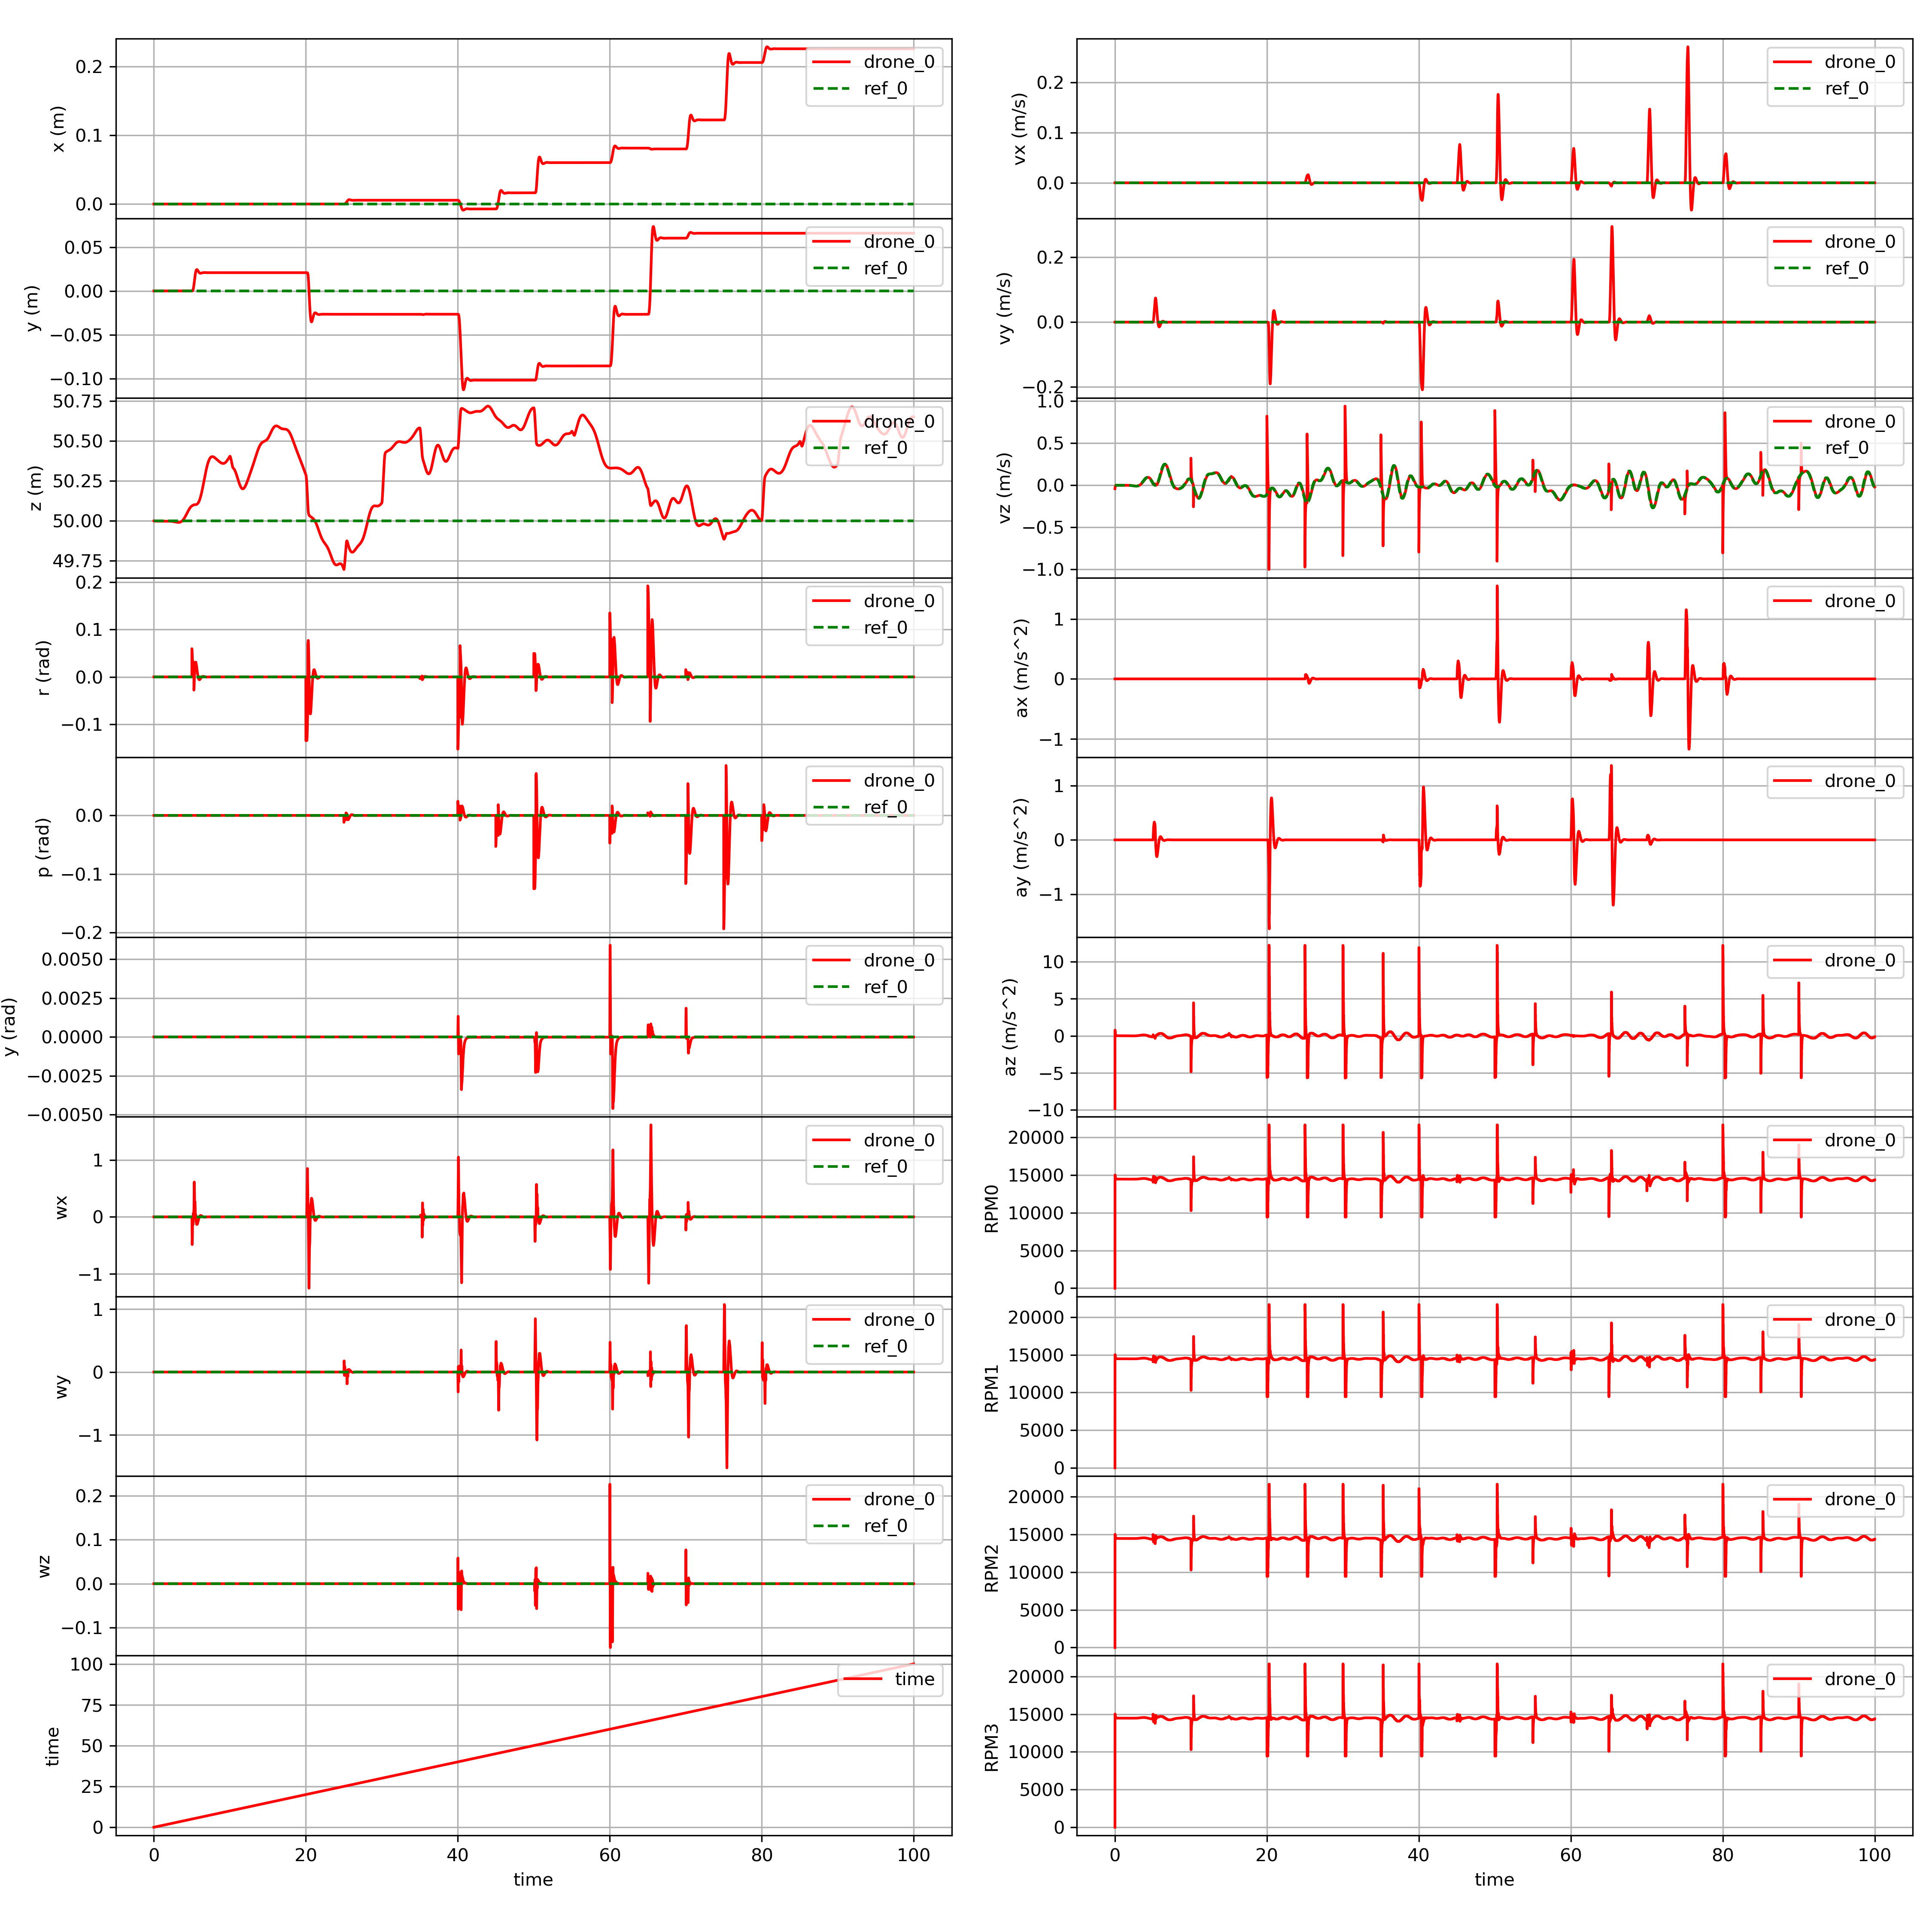 x (m)
0.2
0.1
0.0
drone_0
ref_0
y (m)
0.05
0.00
−0.05
−0.10
drone_0
ref_0
z (m)
50.75
50.50
50.25
50.00
49.75
drone_0
ref_0
r (rad)
0.2
0.1
0.0
−0.1
drone_0
ref_0
p (rad)
0.0
−0.1
−0.2
drone_0
ref_0
y (rad)
0.0050
0.0025
0.0000
−0.0025
−0.0050
drone_0
ref_0
wx
1
0
−1
drone_0
ref_0
wy
1
0
−1
drone_0
ref_0
wz
0.2
0.1
0.0
−0.1
drone_0
ref_0
time
100
75
50
25
0
time
0 20 40 60 80 100
time
vx (m/s)
0.2
0.1
0.0
drone_0
ref_0
vy (m/s)
0.2
0.0
−0.2
drone_0
ref_0
vz (m/s)
1.0
0.5
0.0
−0.5
−1.0
drone_0
ref_0
ax (m/s^2)
1
0
−1
drone_0
ay (m/s^2)
1
0
−1
drone_0
az (m/s^2)
10
5
0
−5
−10
drone_0
RPM0
20000
15000
10000
5000
0
drone_0
RPM1
20000
15000
10000
5000
0
drone_0
RPM2
20000
15000
10000
5000
0
drone_0
RPM3
20000
15000
10000
5000
0
drone_0
0 20 40 60 80 100
time